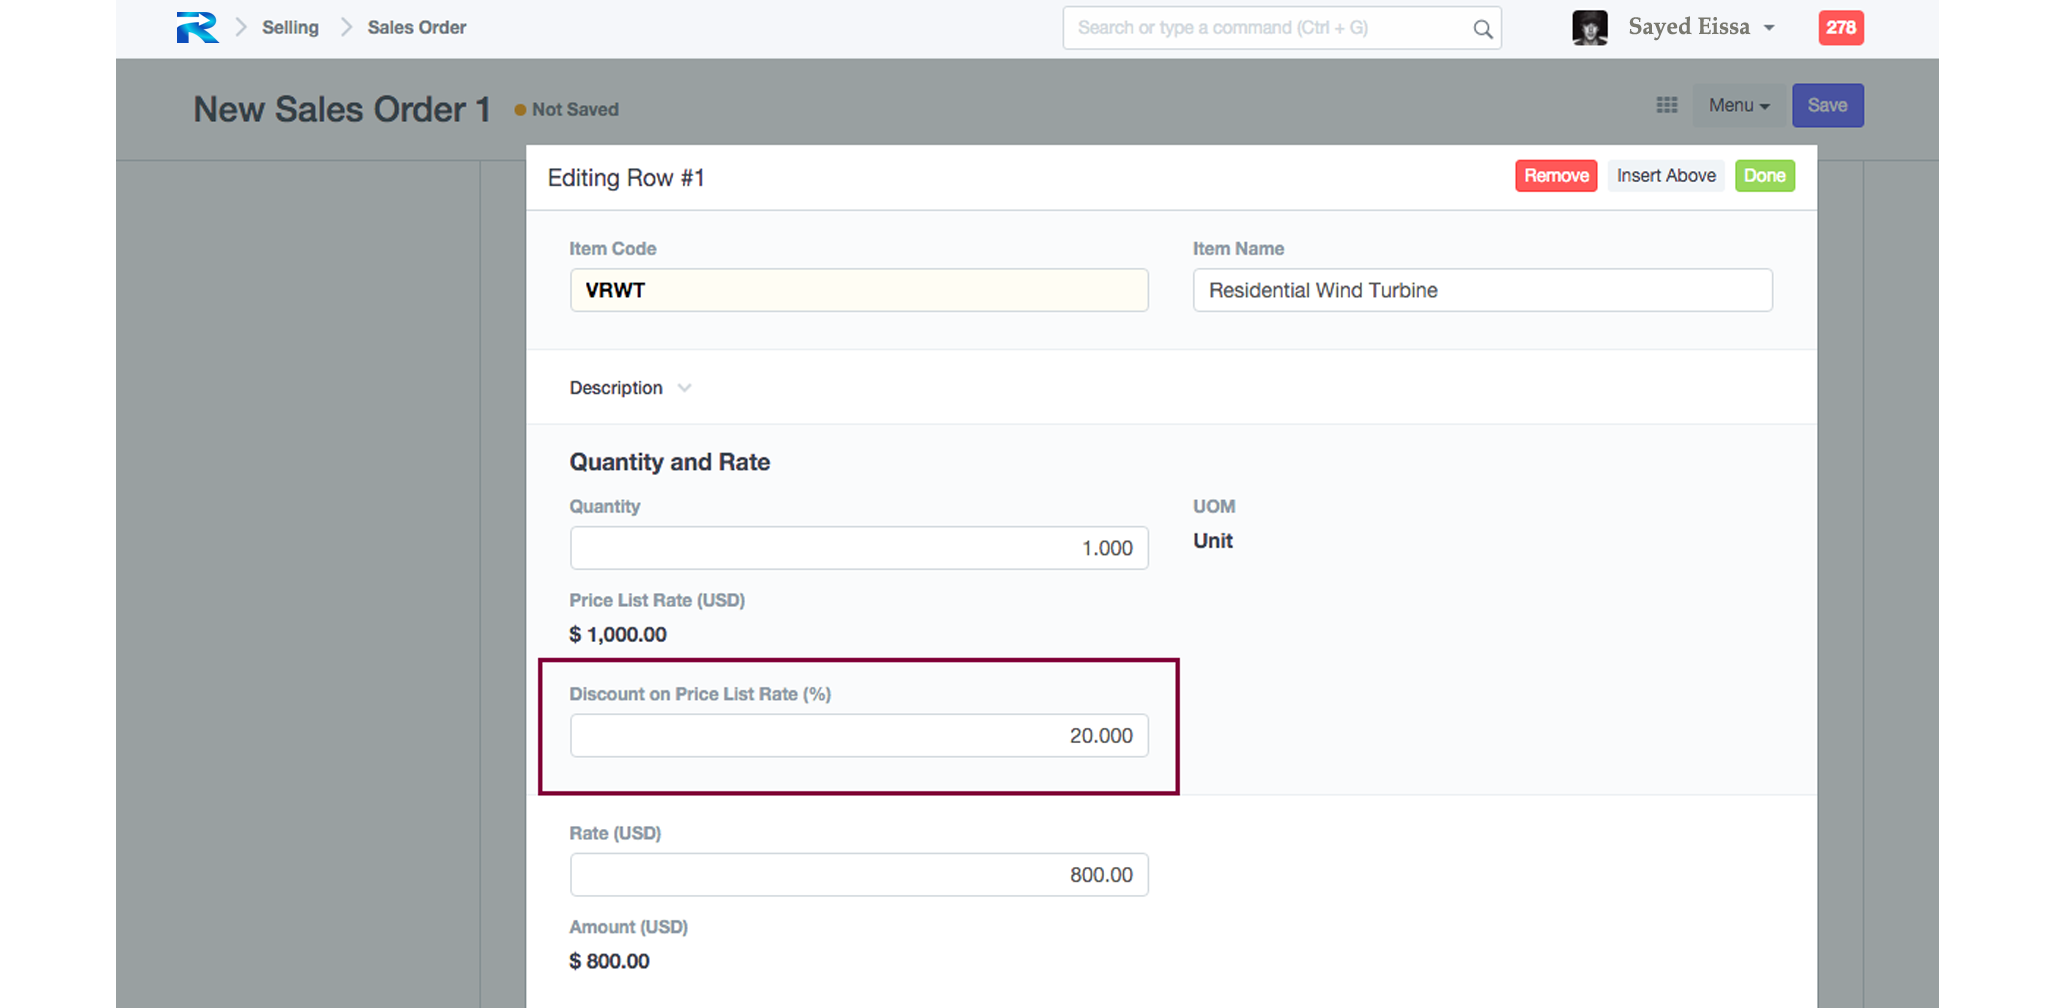 Selling
Sales Order
Search or type a command (Ctrl + G)
Sayed Eissa
278
New Sales Order 1
Not Saved
Menu
Save
Editing Row #1
Remove
Insert Above
Done
Item Code
Item Name
VRWT
Residential Wind Turbine
Description
Quantity and Rate
Quantity
UOM
1.000
Unit
Price List Rate (USD)
$ 1,000.00
Discount on Price List Rate (%)
20.000
Rate (USD)
800.00
Amount (USD)
$ 800.00